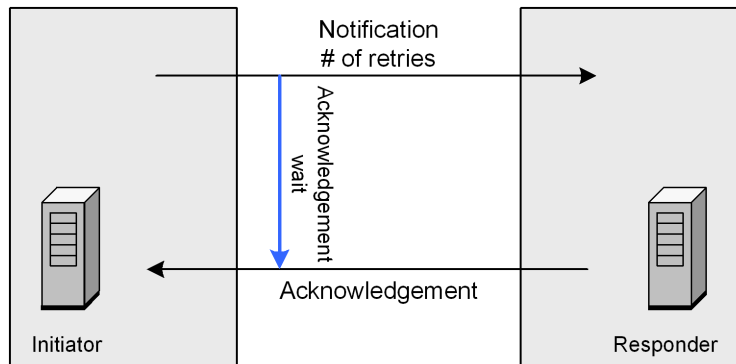 Notification
# of retries
Acknowledgement
wait
Acknowledgement
Initiator
Responder